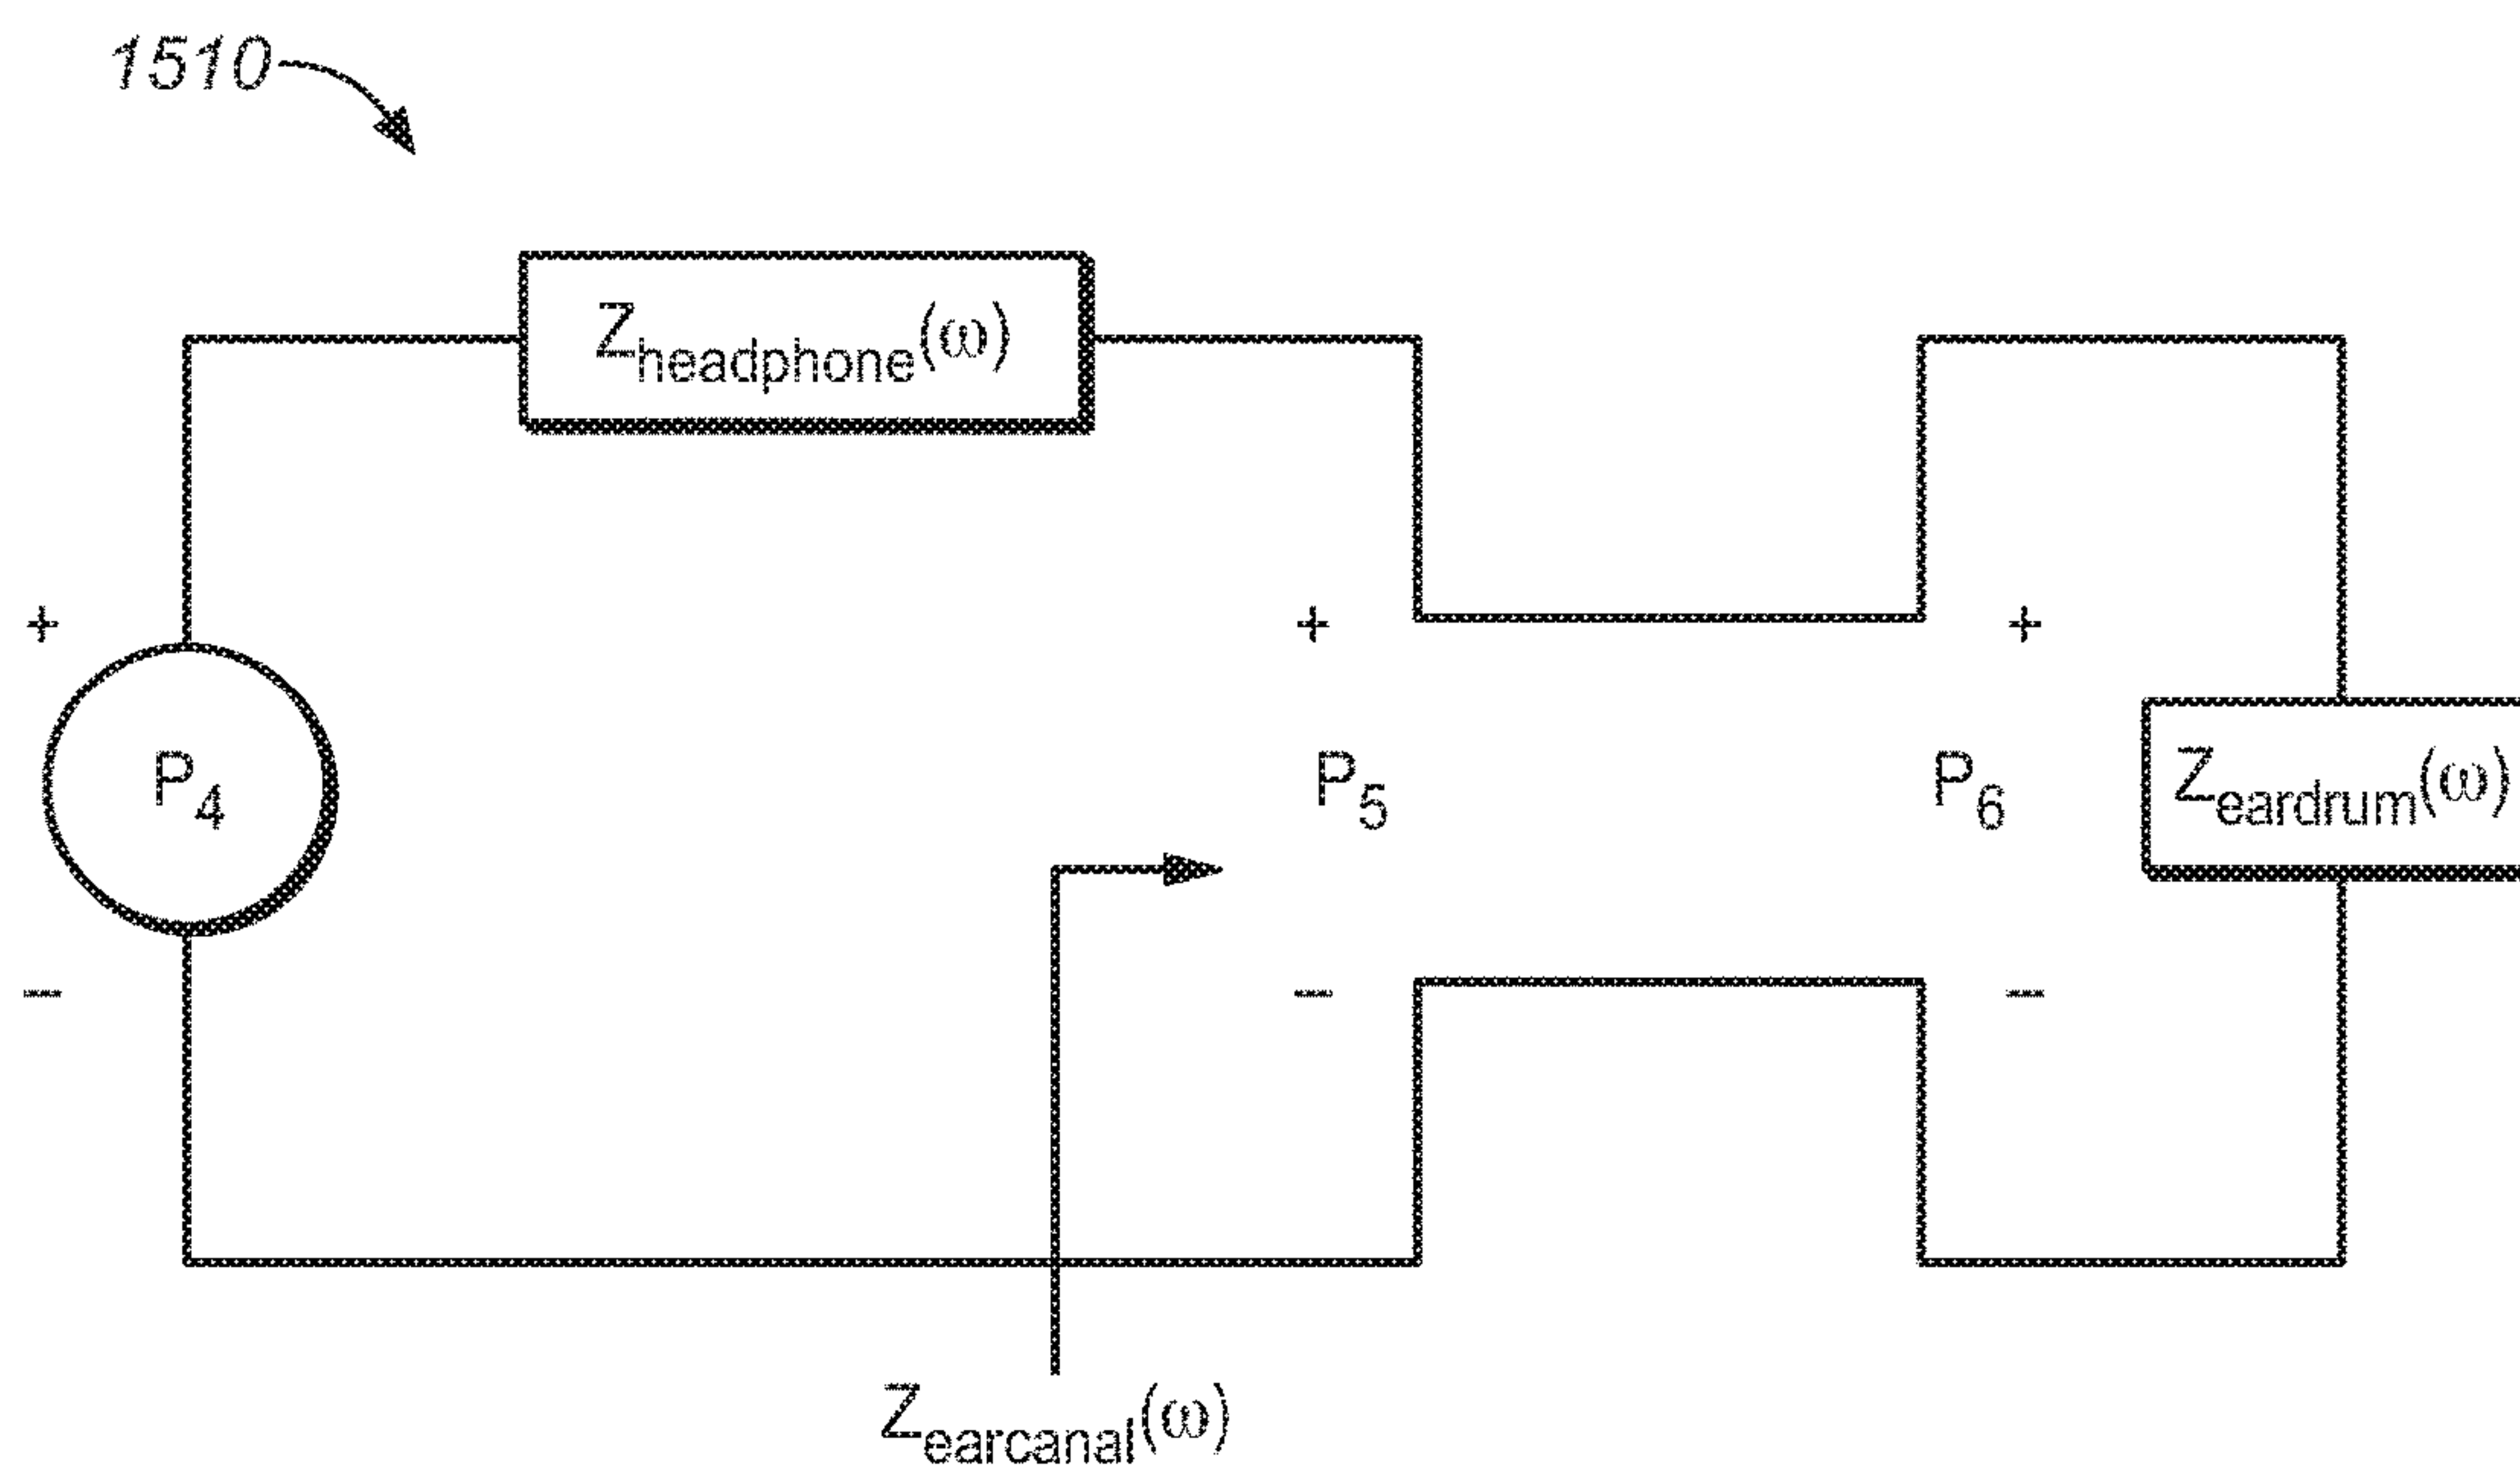 1510
Zheadphone(ω)
+ + +
P4 P5 P6 Zeardrum(ω)
– – –
Zearcanal(ω)